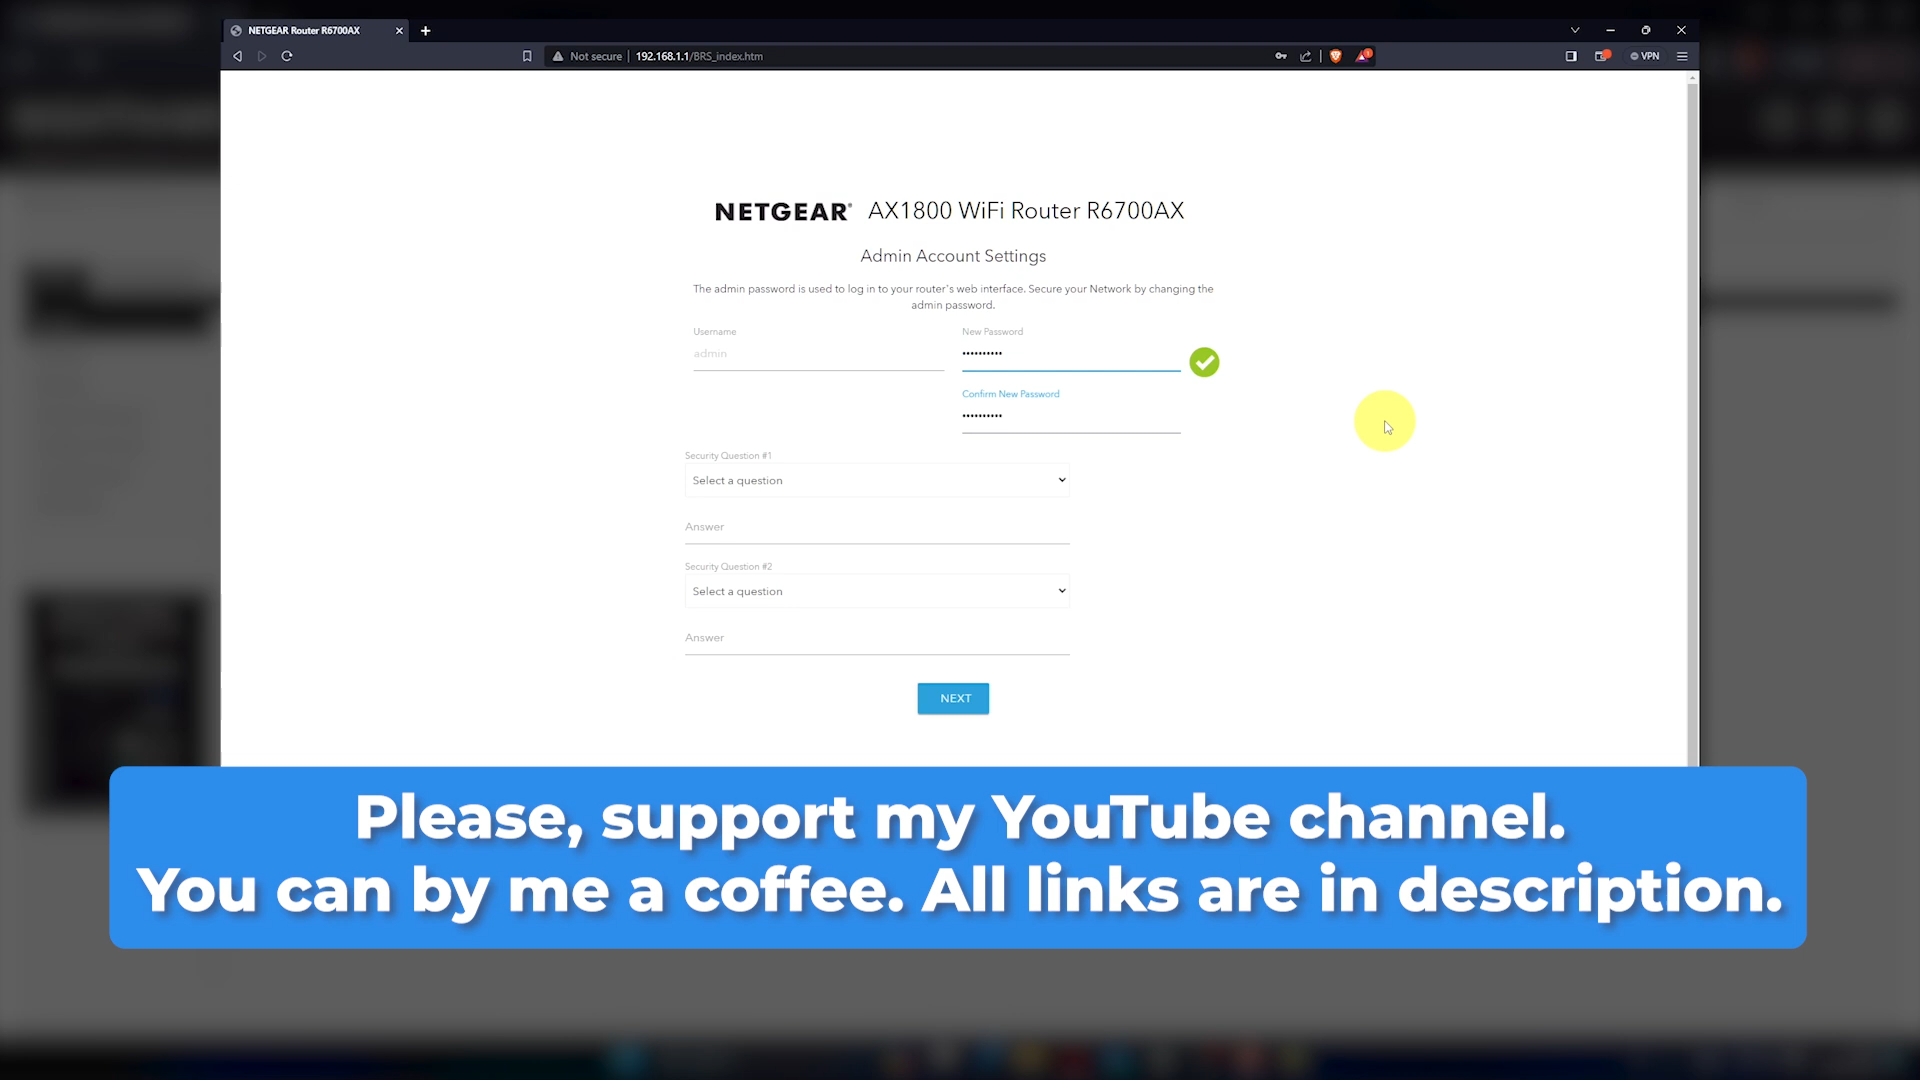 NETGEAR Router R6700AX
Not secure 192.168.1.1/BRS_index.htm
VPN
NETGEAR® AX1800 WiFi Router R6700AX
Admin Account Settings
The admin password is used to log in to your router's web interface. Secure your Network by changing the
admin password.
Username
New Password
admin
Confirm New Password
Security Question #1
Select a question
Answer
Security Question #2
Select a question
Answer
NEXT
Please, support my YouTube channel.
You can by me a coffee. All links are in description.